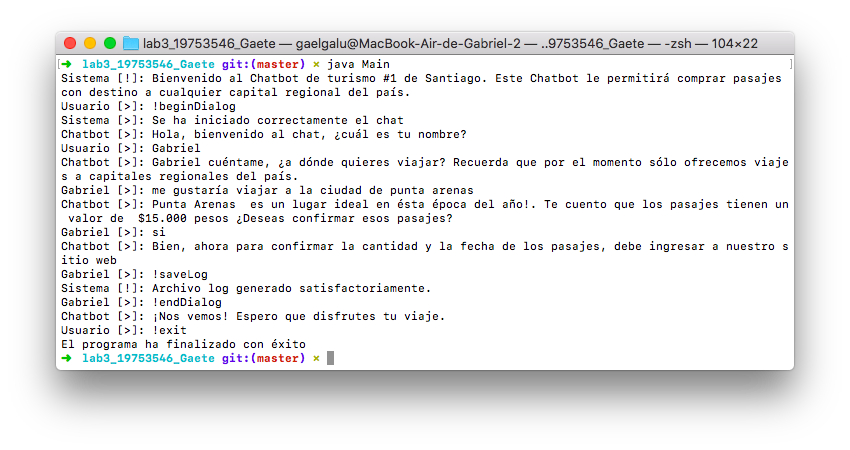 lab3_19753546_Gaete — gaelgalu@MacBook-Air-de-Gabriel-2 — ..9753546_Gaete — -zsh — 104×22
[➜  lab3_19753546_Gaete git:(master) × java Main ]
Sistema [!]: Bienvenido al Chatbot de turismo #1 de Santiago. Este Chatbot le permitirá comprar pasajes
con destino a cualquier capital regional del país.
Usuario [>]: !beginDialog
Sistema [>]: Se ha iniciado correctamente el chat
Chatbot [>]: Hola, bienvenido al chat, ¿cuál es tu nombre?
Usuario [>]: Gabriel
Chatbot [>]: Gabriel cuéntame, ¿a dónde quieres viajar? Recuerda que por el momento sólo ofrecemos viaje
s a capitales regionales del país.
Gabriel [>]: me gustaría viajar a la ciudad de punta arenas
Chatbot [>]: Punta Arenas  es un lugar ideal en ésta época del año!. Te cuento que los pasajes tienen un
 valor de  $15.000 pesos ¿Deseas confirmar esos pasajes?
Gabriel [>]: si
Chatbot [>]: Bien, ahora para confirmar la cantidad y la fecha de los pasajes, debe ingresar a nuestro s
itio web
Gabriel [>]: !saveLog
Sistema [!]: Archivo log generado satisfactoriamente.
Gabriel [>]: !endDialog
Chatbot [>]: ¡Nos vemos! Espero que disfrutes tu viaje.
Usuario [>]: !exit
El programa ha finalizado con éxito
➜  lab3_19753546_Gaete git:(master) ×